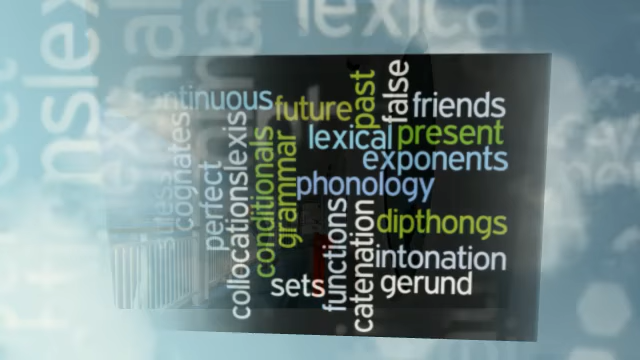 lexical
ntinuous
future
past
false
friends
lexical
present
exponents
cognates
perfect
collocations
lexis
conditionals
grammar
phonology
functions
catenation
dipthongs
intonation
sets
gerund